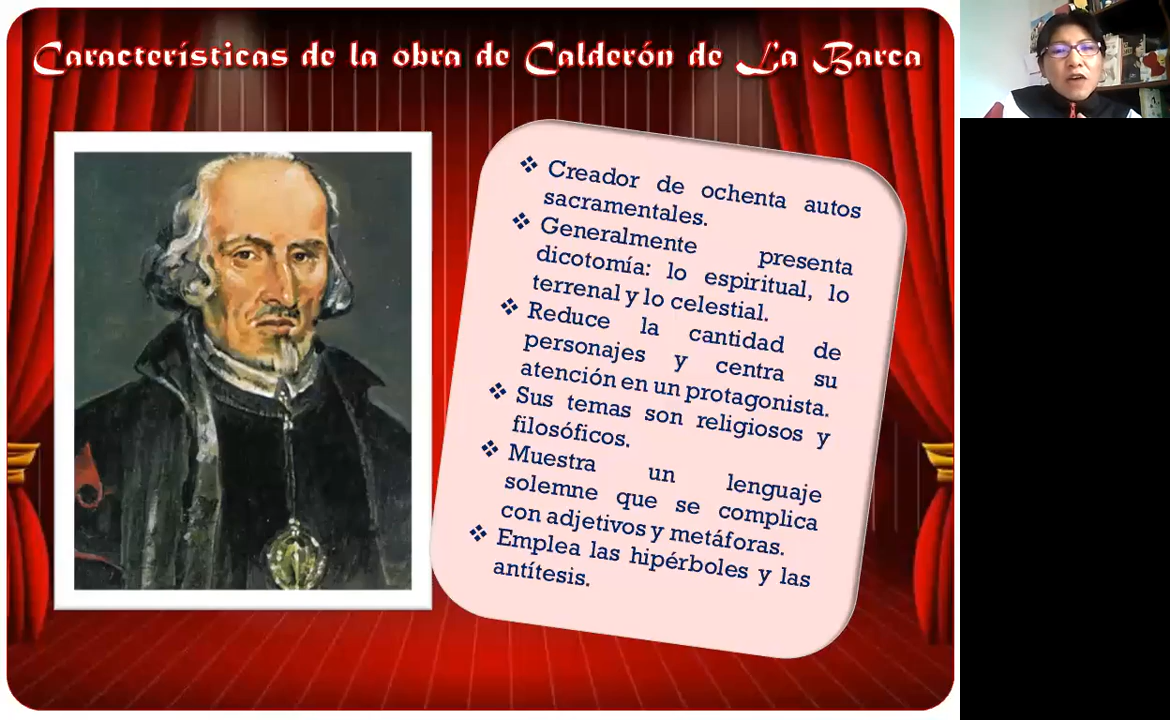 Características de la obra de Calderón de La Barca
❖ Creador de ochenta autos
sacramentales.
❖ Generalmente presenta
dicotomía: lo espiritual, lo
terrenal y lo celestial.
❖ Reduce la cantidad de
personajes y centra su
atención en un protagonista.
❖ Sus temas son religiosos y
filosóficos.
❖ Muestra un lenguaje
solemne que se complica
con adjetivos y metáforas.
❖ Emplea las hipérboles y las
antítesis.